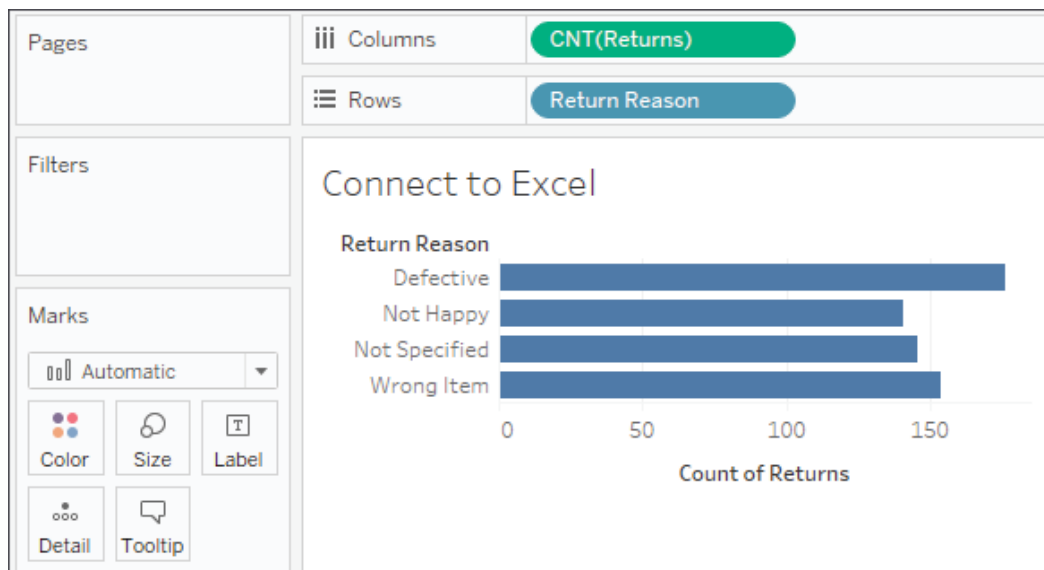 Pages
Columns
CNT(Returns)
Rows
Return Reason
Filters
Connect to Excel
Return Reason
Defective
Not Happy
Not Specified
Wrong Item
0 50 100 150
Count of Returns
Marks
Automatic
Color Size T Label
Detail Tooltip